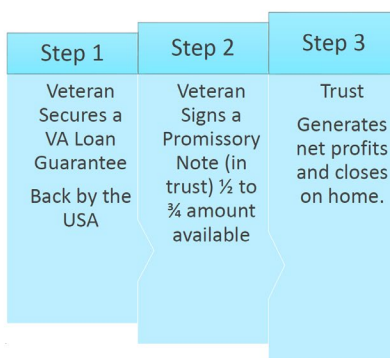 Step 1
Veteran
Secures a
VA Loan
Guarantee
Back by the
USA
Step 2
Veteran
Signs a
Promissory
Note (in
trust) ½ to
¾ amount
available
Step 3
Trust
Generates
net profits
and closes
on home.